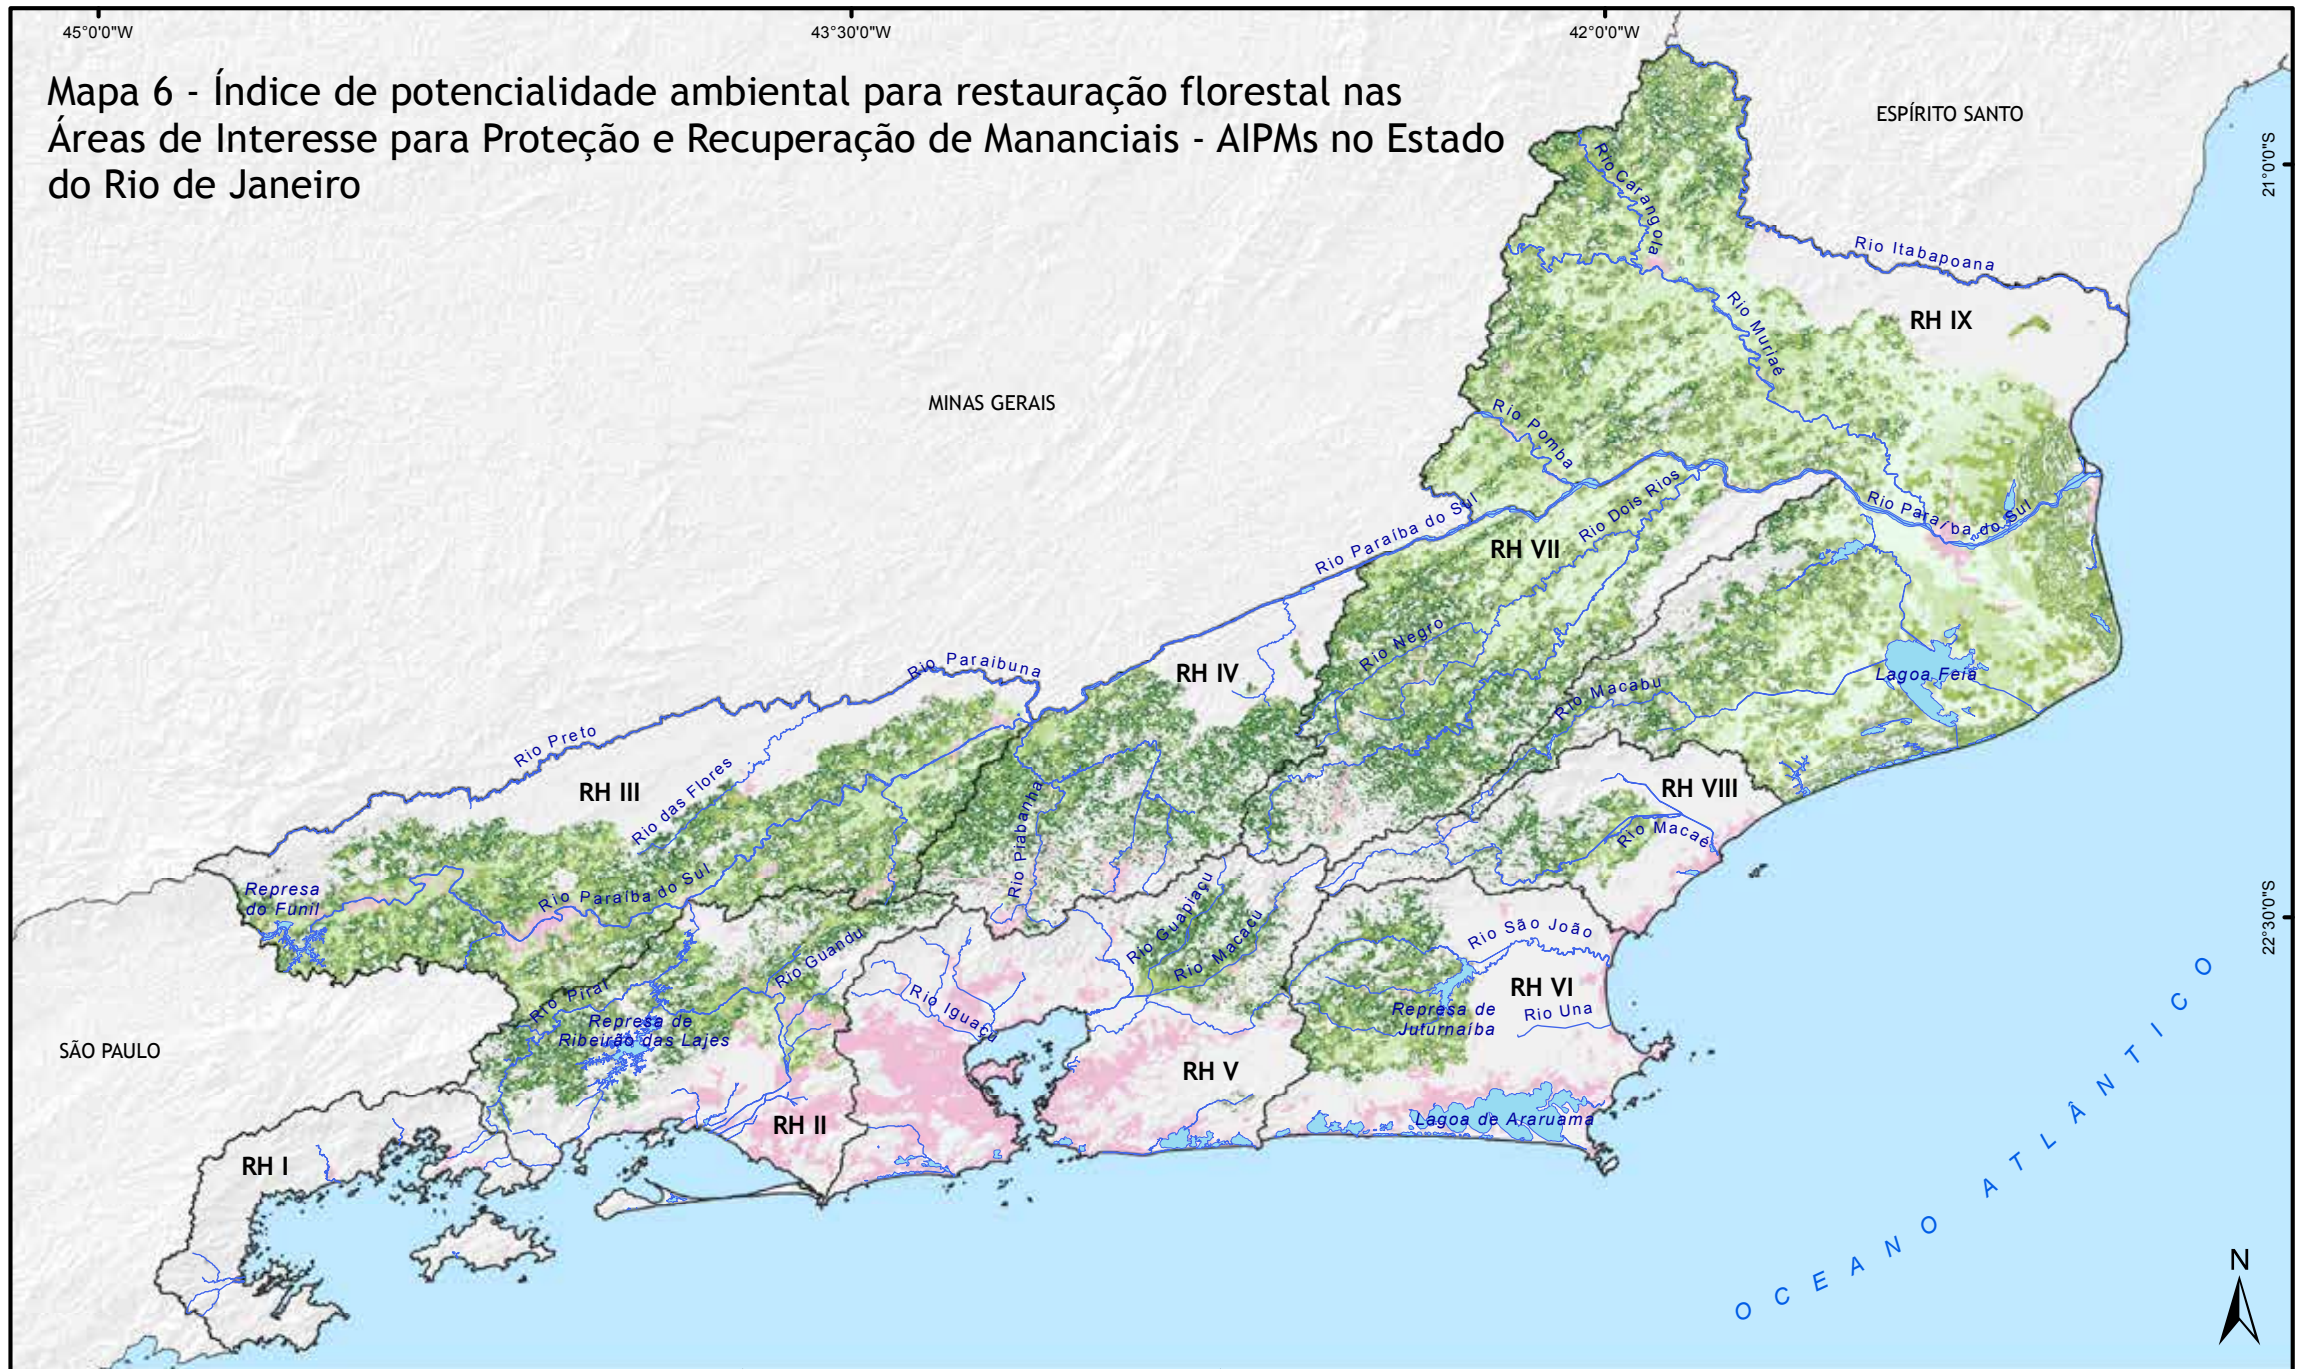 45°0'0"W
43°30'0"W
42°0'0"W
Mapa 6 - Índice de potencialidade ambiental para restauração florestal nas
Áreas de Interesse para Proteção e Recuperação de Mananciais - AIPMs no Estado
do Rio de Janeiro
ESPÍRITO SANTO
21°0'0"S
Rio Carangola
Rio Itabapoana
RH IX
Rio Muriaé
MINAS GERAIS
Rio Pomba
Rio Paraíba do Sul
Rio Dois Rios
Rio Paraíba do Sul
RH VII
Rio Negro
Rio Paraibuna
RH IV
Lagoa Feia
Rio Macabu
Rio Preto
RH III
Rio das Flores
RH VIII
Rio Macaé
Rio Piabanha
Represa
do Funil
Rio Paraíba do Sul
Rio Guapiaçu
Rio Macacu
22°30'0"S
Rio Guandu
Rio São João
RH VI
Rio Piraí
Rio Iguaçu
Represa de
Juturnaíba
Rio Una
Represa de
Ribeirão das Lajes
SÃO PAULO
RH V
RH II
Lagoa de Araruama
RH I
OCEANO ATLÂNTICO
N